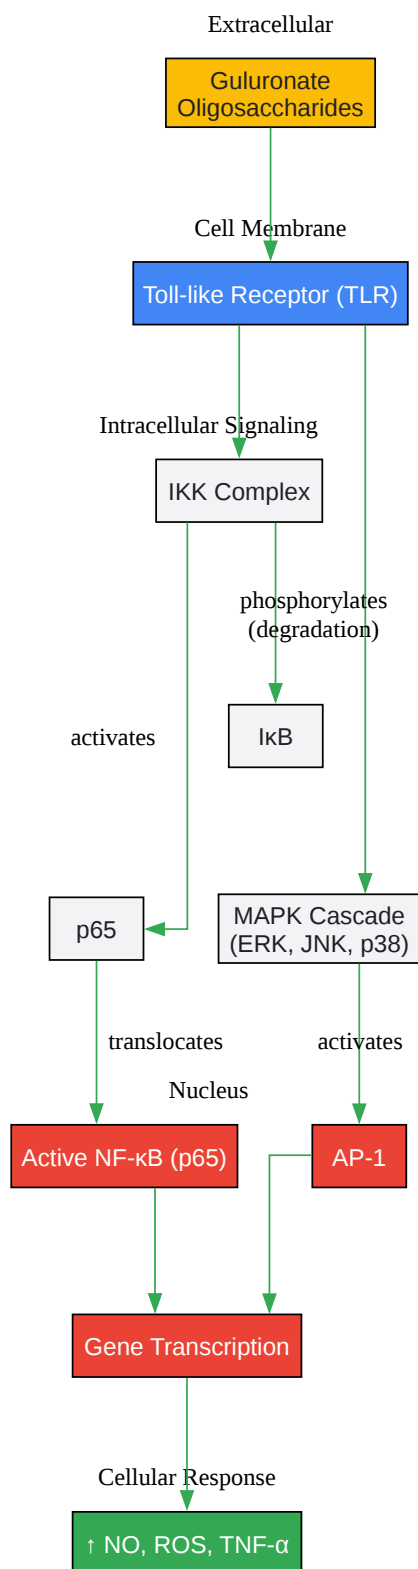 Extracellular
Guluronate
Oligosaccharides
Cell Membrane
Toll-like Receptor (TLR)
Intracellular Signaling
IKK Complex
phosphorylates
(degradation)
activates
IκB
p65
MAPK Cascade
(ERK, JNK, p38)
translocates
activates
Nucleus
Active NF-κB (p65)
AP-1
Gene Transcription
Cellular Response
↑ NO, ROS, TNF-α